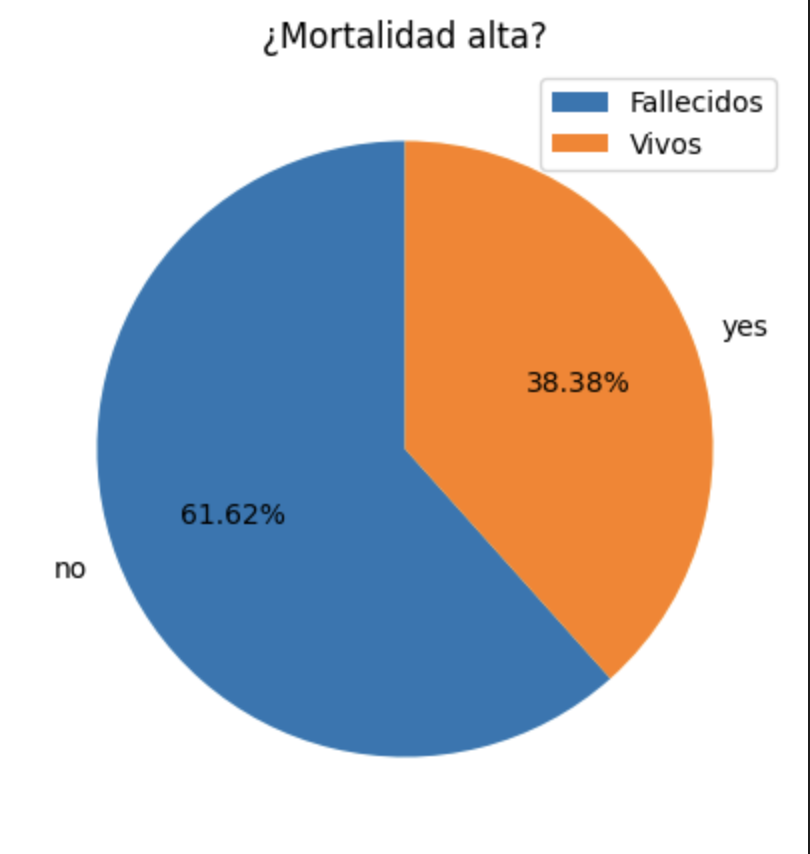 ¿Mortalidad alta?
Fallecidos
Vivos
yes
38.38%
61.62%
no